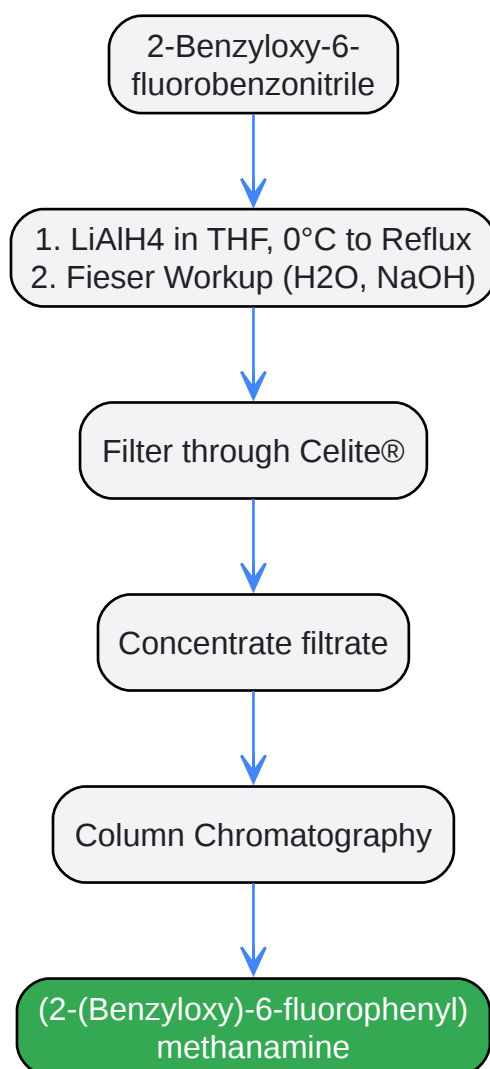 2-Benzyloxy-6-
fluorobenzonitrile
1. LiAlH4 in THF, 0°C to Reflux
2. Fieser Workup (H2O, NaOH)
Filter through Celite®
Concentrate filtrate
Column Chromatography
(2-(Benzyloxy)-6-fluorophenyl)
methanamine